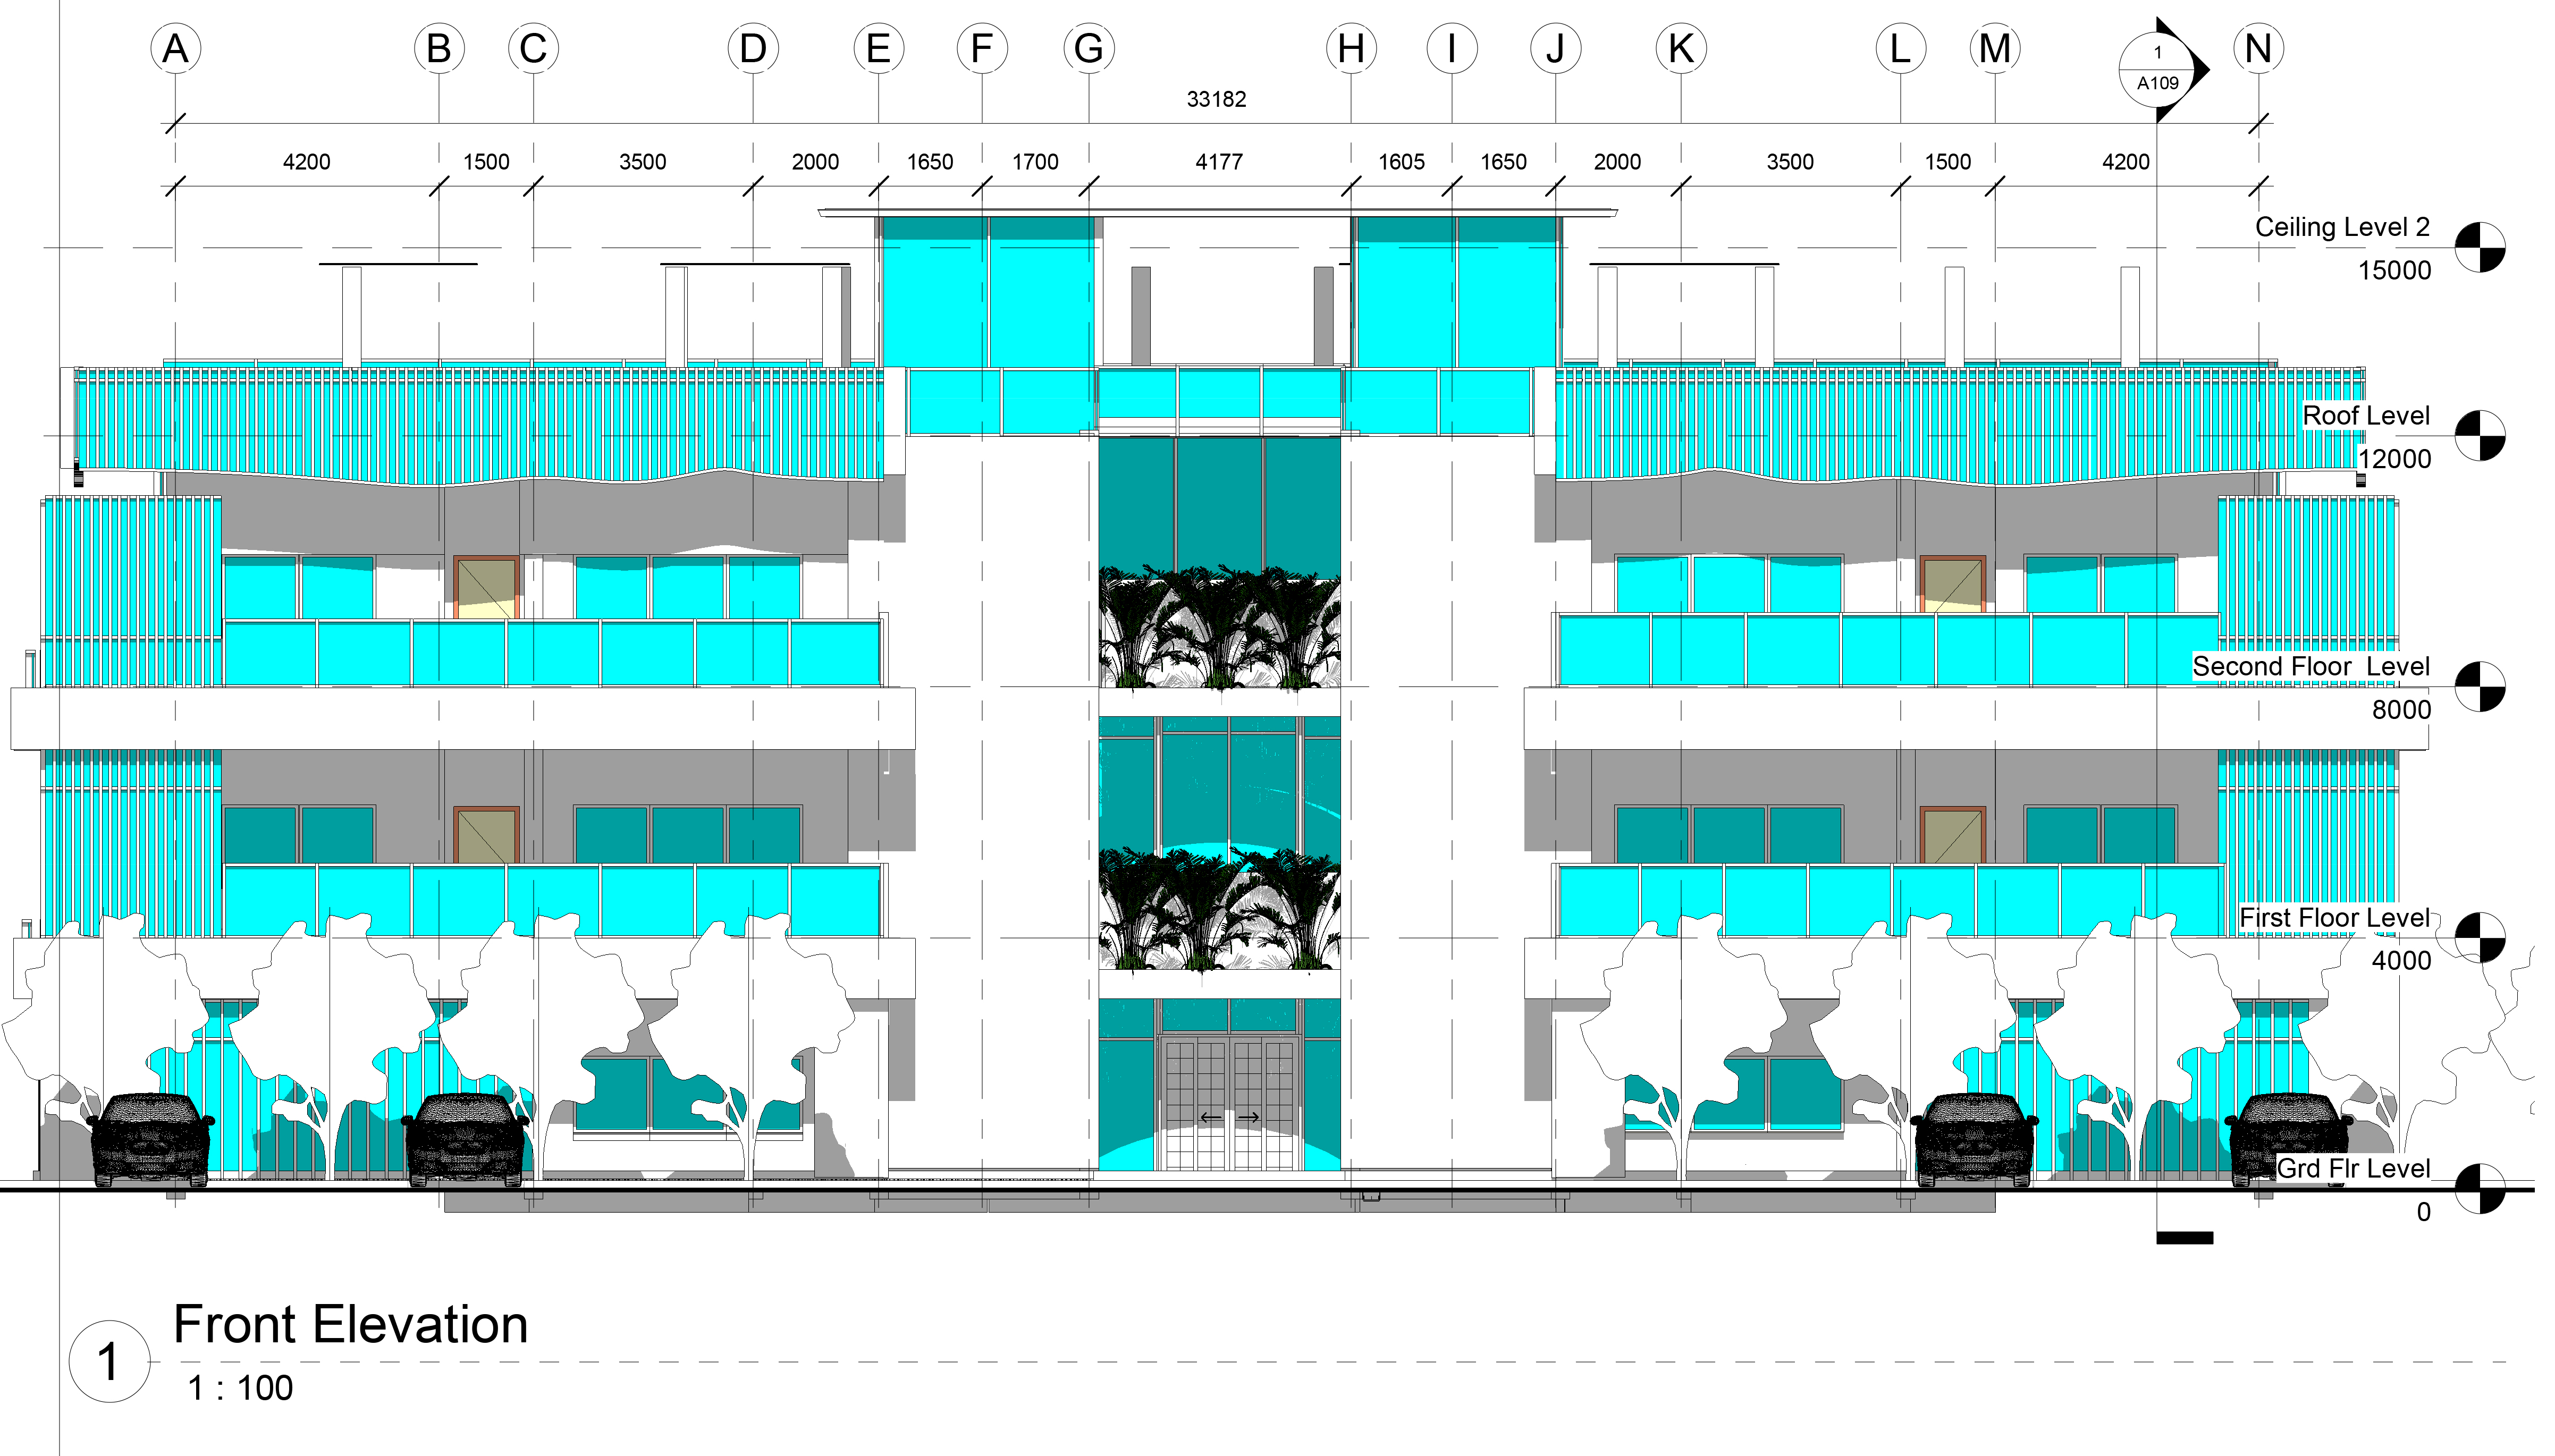 A B C D E F G H I J K L M N
1
A109
33182
4200 1500 3500 2000 1650 1700 4177 1605 1650 2000 3500 1500 4200
Ceiling Level 2
15000
Roof Level
12000
Second Floor Level
8000
First Floor Level
4000
Grd Flr Level
0
1 Front Elevation
1 : 100